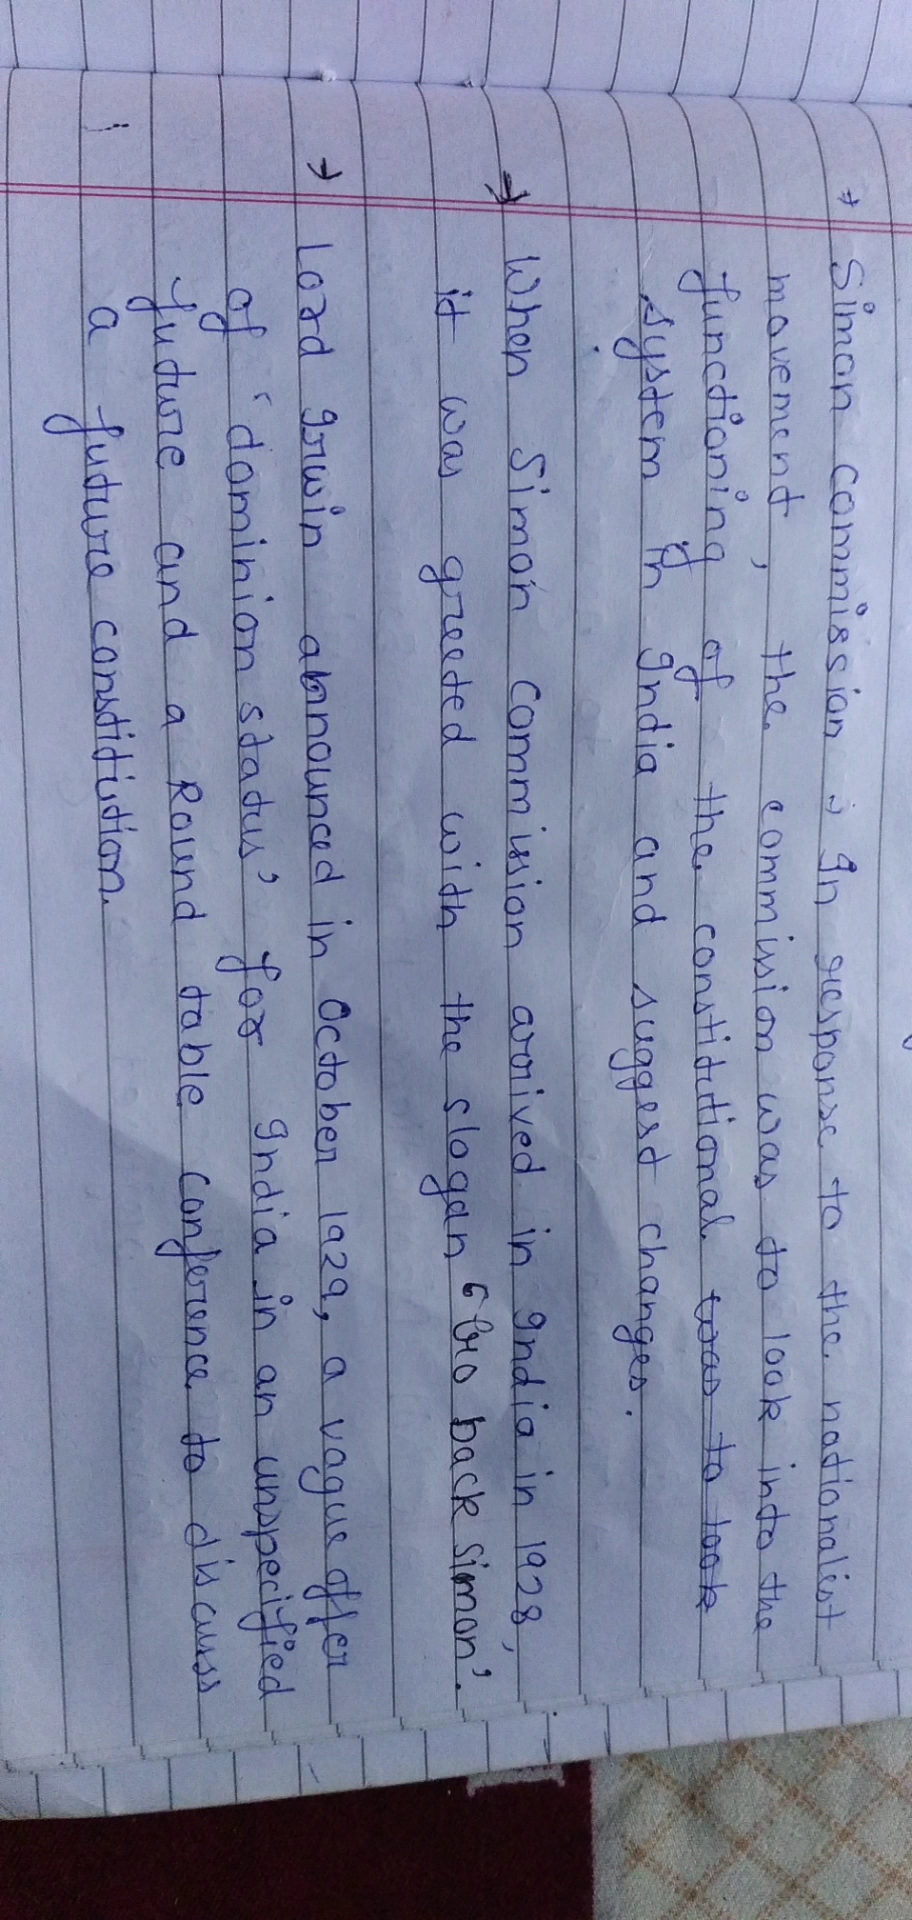 → Simon Commission : In response to the nationalist
movement, the commission was to look into the
functioning of the constitutional was to look
system in India and suggest changes.
→ When Simon Commission arrived in India in 1928,
it was greeted with the slogan "Go back simon'.
→ Lord Irwin announced in October 1929, a vague offer
of 'dominion status' for India in an unspecified
future and a Round table Conference to discuss
a future constitution.